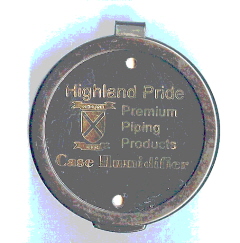 Highland Pride
Premium
Piping
Products
Case Humidifier